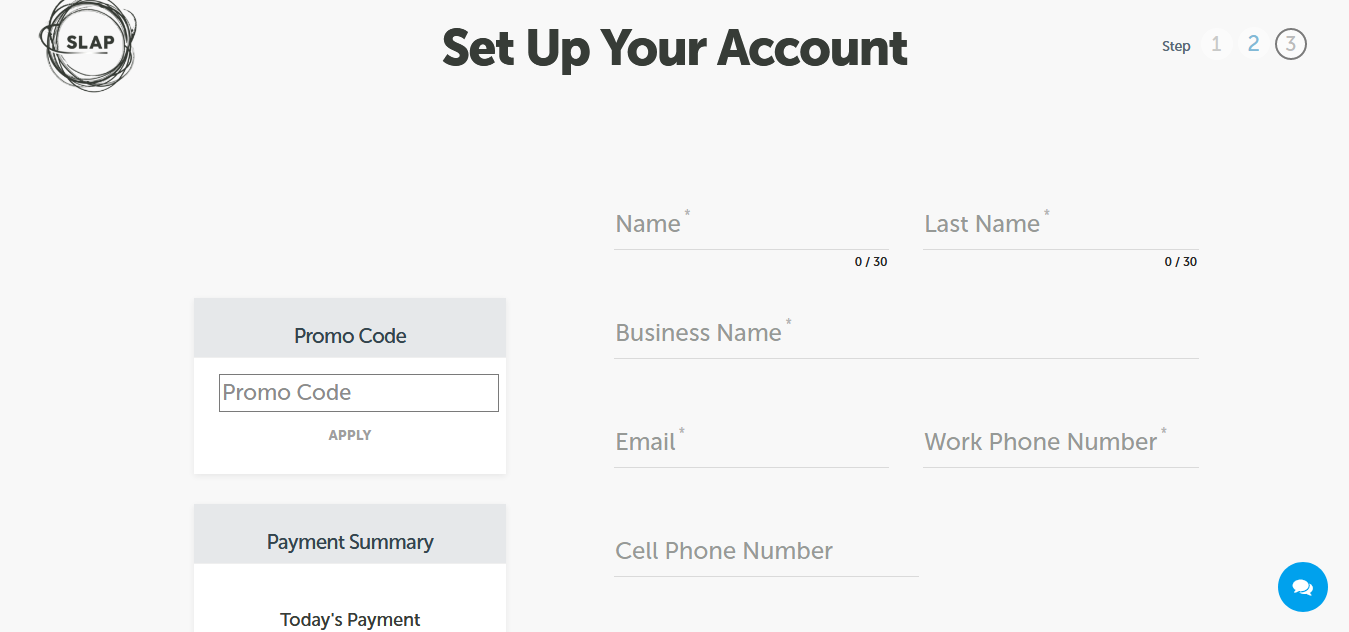 SLAP
Set Up Your Account
Step 1 2 3
Name *
Last Name *
0 / 30
0 / 30
Promo Code
Promo Code
APPLY
Business Name *
Email *
Work Phone Number *
Payment Summary
Cell Phone Number
Today's Payment